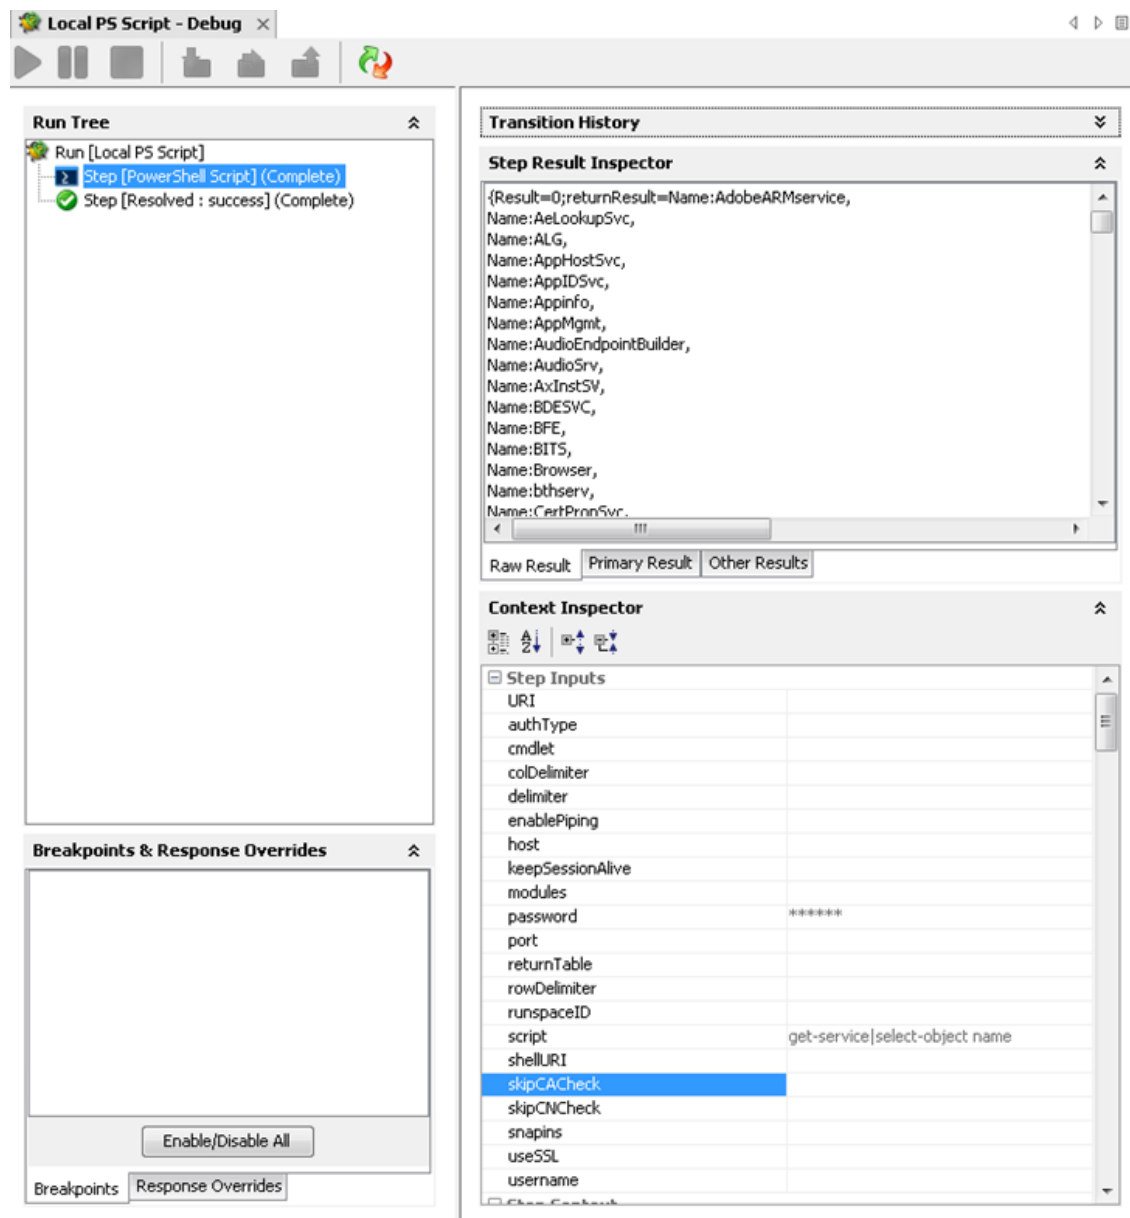 Local PS Script - Debug
Run Tree
Run [Local PS Script]
Step [PowerShell Script] (Complete)
Step [Resolved : success] (Complete)
Breakpoints & Response Overrides
Enable/Disable All
Breakpoints Response Overrides
Transition History
Step Result Inspector
{Result=0;returnResult=Name:AdobeARMservice,
Name:AeLookupSvc,
Name:ALG,
Name:AppHostSvc,
Name:AppIDSvc,
Name:Appinfo,
Name:AppMgmt,
Name:AudioEndpointBuilder,
Name:AudioSrv,
Name:AxInstSV,
Name:BDESVC,
Name:BFE,
Name:BITS,
Name:Browser,
Name:bthserv,
Name:CertPropSvc,
Raw Result Primary Result Other Results
Context Inspector
Step Inputs
URI
authType
cmdlet
colDelimiter
delimiter
enablePiping
host
keepSessionAlive
modules
password ******
port
returnTable
rowDelimiter
runspaceID
script get-service|select-object name
shellURI
skipCACheck
skipCNCheck
snapins
useSSL
username
Step Context